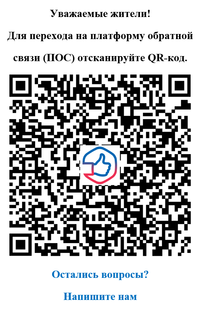 Уважаемые жители!
Для перехода на платформу обратной
связи (ПОС) отсканируйте QR-код.
Остались вопросы?
Напишите нам